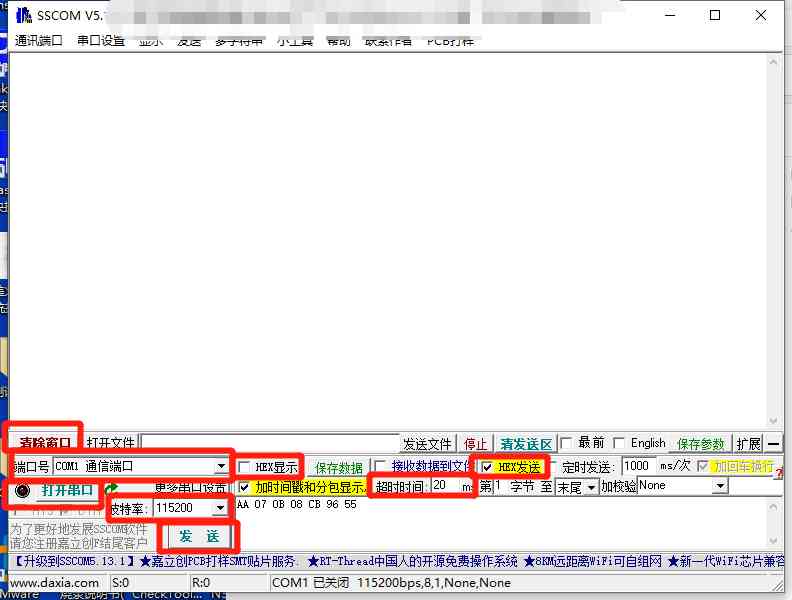 SSCOM V5.
通讯端口 串口设置 显示 发送 多字符串 小工具 帮助 联系作者 PCB打样
清除窗口 打开文件 发送文件 停止 清发送区 最前 English 保存参数 扩展
端口号 COM1 通信端口 HEX显示 保存数据 接收数据到文件 HEX发送 定时发送: 1000 ms/次 加回车换行
打开串口 更多串口设置 加时间戳和分包显示, 超时时间: 20 ms 第 1 字节 至 末尾 加校验 None
波特率: 115200 AA 07 0B 08 CB 96 55
为了更好地发展SSCOM软件
请您注册嘉立创F结尾客户
发 送
【升级到SSCOM5.13.1】★嘉立创PCB打样SMT贴片服务. ★RT-Thread中国人的开源免费操作系统 ★8KM远距离WiFi可自组网 ★新一代WiFi芯片兼容
www.daxia.com S:0 R:0 COM1 已关闭 115200bps,8,1,None,None